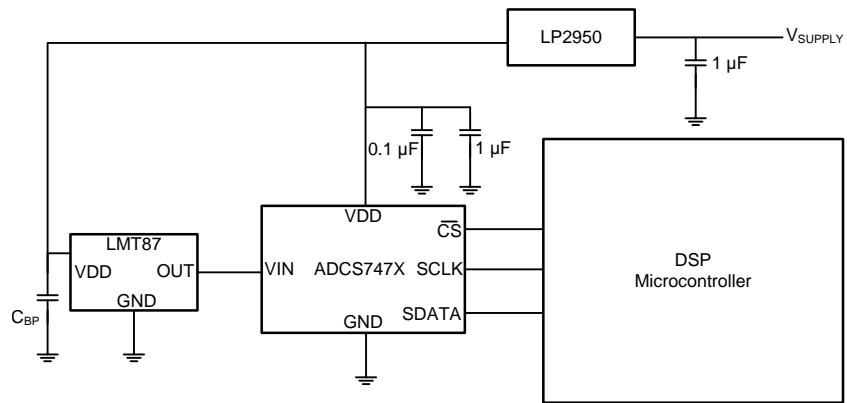 LP2950
VSUPPLY
1 µF
0.1 µF
1 µF
VDD
CS
LMT87
VDD
OUT
VIN
ADCS747X
SCLK
DSP
Microcontroller
GND
CBP
GND
SDATA